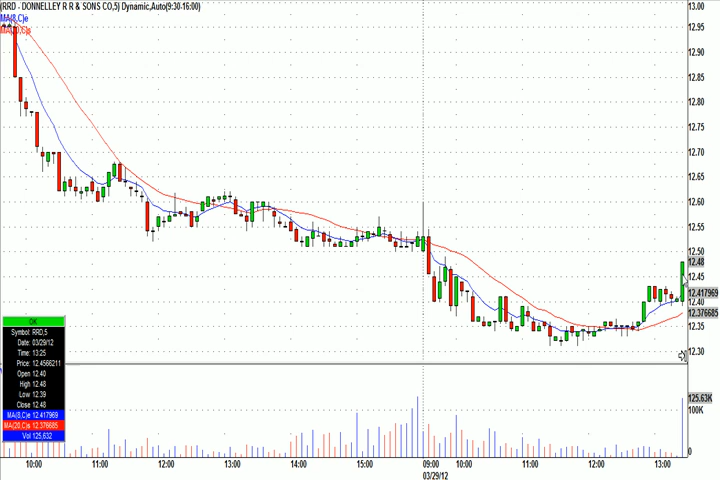 (RRD - DONNELLEY R R & SONS CO,5) Dynamic,Auto(9:30-16:00)
MA(8,C)e
MA(20,C)s
13.00
12.95
12.90
12.85
12.80
12.75
12.70
12.65
12.60
12.55
12.50
12.48
12.45
12.417969
12.40
12.376685
12.35
12.30
OK
Symbol: RRD,5
Date: 03/29/12
Time: 13:25
Price: 12.4566211
Open 12.40
High 12.48
Low 12.39
Close 12.48
MA(8,C)e 12.417969
MA(20,C)s 12.376685
Vol 125,632
125.63K
100K
0
10:00 11:00 12:00 13:00 14:00 15:00 09:00 10:00 11:00 12:00 13:00
03/29/12